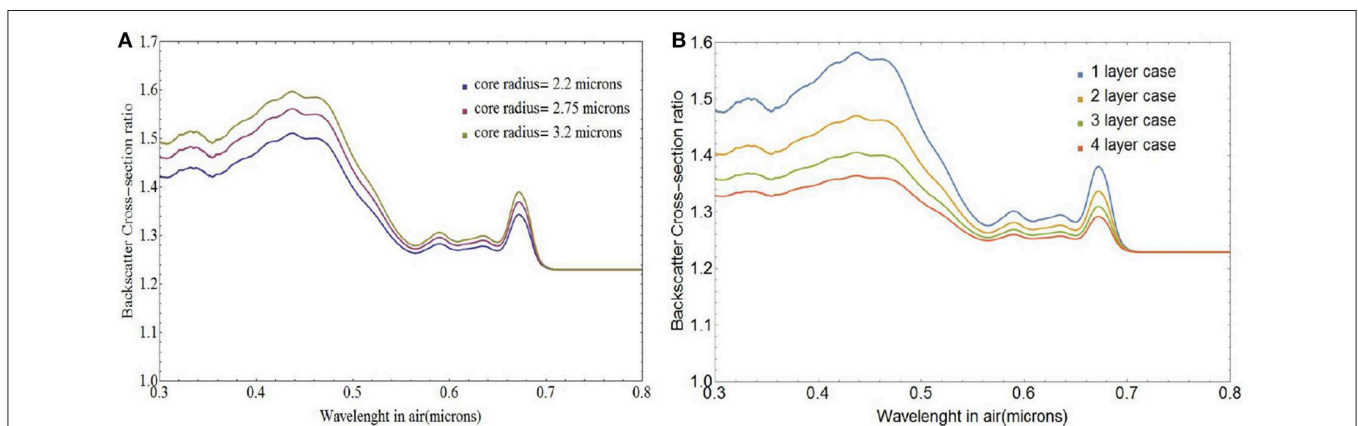 A
1.7
1.6
1.5
1.4
1.3
1.2
1.1
1.0
Backscatter Cross-section ratio
core radius= 2.2 microns
core radius= 2.75 microns
core radius= 3.2 microns
0.3 0.4 0.5 0.6 0.7 0.8
Wavelenght in air(microns)
B
1.6
1.5
1.4
1.3
1.2
1.1
1.0
Backscatter Cross-section ratio
1 layer case
2 layer case
3 layer case
4 layer case
0.3 0.4 0.5 0.6 0.7 0.8
Wavelenght in air(microns)